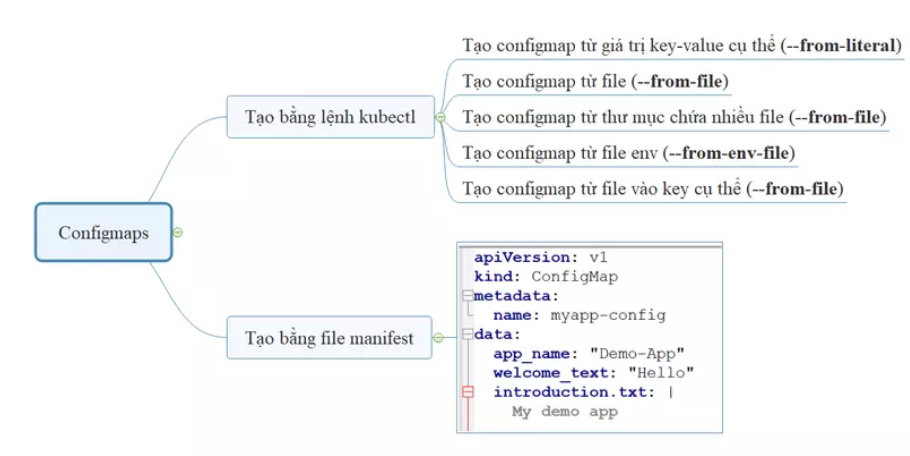 Tạo configmap từ giá trị key-value cụ thể (--from-literal)
Tạo configmap từ file (--from-file)
Tạo bằng lệnh kubectl
Tạo configmap từ thư mục chứa nhiều file (--from-file)
Tạo configmap từ file env (--from-env-file)
Tạo configmap từ file vào key cụ thể (--from-file)
Configmaps
Tạo bằng file manifest
apiVersion: v1
kind: ConfigMap
metadata:
  name: myapp-config
data:
  app_name: "Demo-App"
  welcome_text: "Hello"
  introduction.txt: |
    My demo app